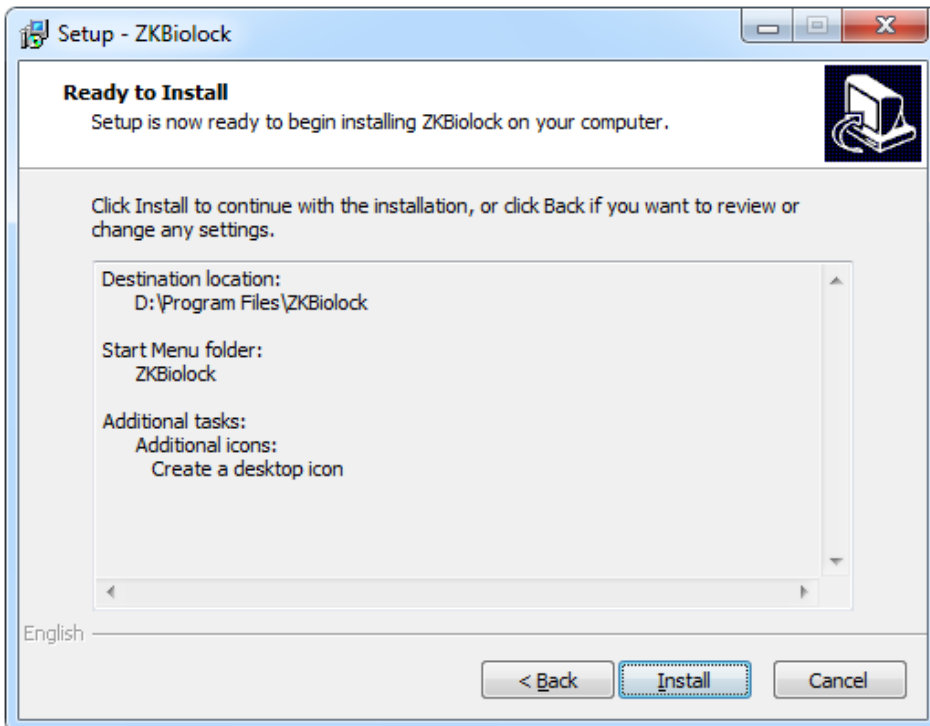 Setup - ZKBiolock
Ready to Install
Setup is now ready to begin installing ZKBiolock on your computer.
Click Install to continue with the installation, or click Back if you want to review or
change any settings.
Destination location:
D:\Program Files\ZKBiolock
Start Menu folder:
ZKBiolock
Additional tasks:
Additional icons:
Create a desktop icon
English
< Back
Install
Cancel